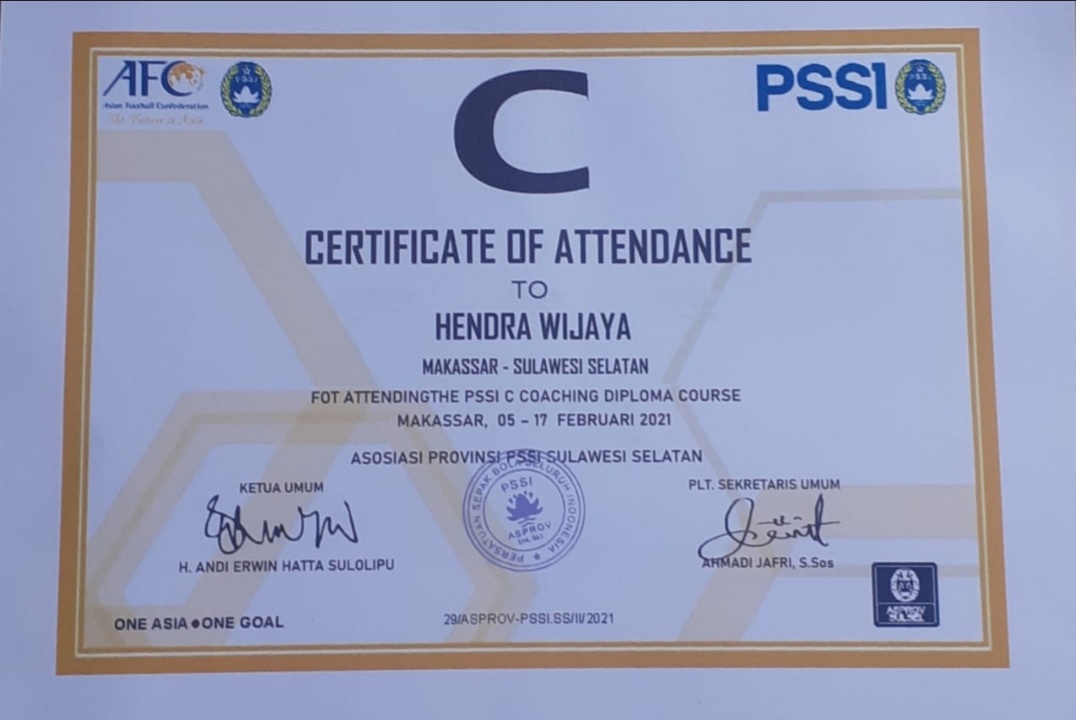 AFC
Asian Football Confederation
The Future is Asia
PSSI
PSSI
PSSI
C
CERTIFICATE OF ATTENDANCE
TO
HENDRA WIJAYA
MAKASSAR - SULAWESI SELATAN
FOT ATTENDINGTHE PSSI C COACHING DIPLOMA COURSE
MAKASSAR, 05 – 17 FEBRUARI 2021
ASOSIASI PROVINSI PSSI SULAWESI SELATAN
KETUA UMUM
PLT. SEKRETARIS UMUM
PERSATUAN SEPAK BOLA SELURUH INDONESIA
PSSI
ASPROV
SUL-SEL
H. ANDI ERWIN HATTA SULOLIPU
AHMADI JAFRI, S.Sos
ASPROV
SULSEL
ONE ASIA ONE GOAL
29/ASPROV-PSSI.SS/II/2021